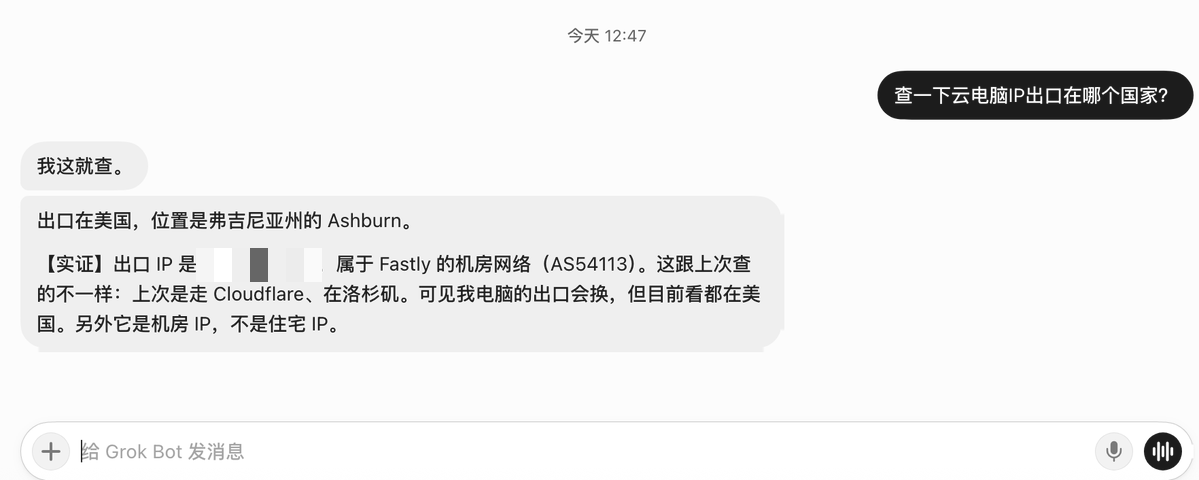 今天 12:47
查一下云电脑IP出口在哪个国家?
我这就查。
出口在美国，位置是弗吉尼亚州的 Ashburn。
【实证】出口 IP 是 属于 Fastly 的机房网络（AS54113）。这跟上次查
的不一样：上次是走 Cloudflare、在洛杉矶。可见我电脑的出口会换，但目前看都在美
国。另外它是机房 IP，不是住宅 IP。
给 Grok Bot 发消息